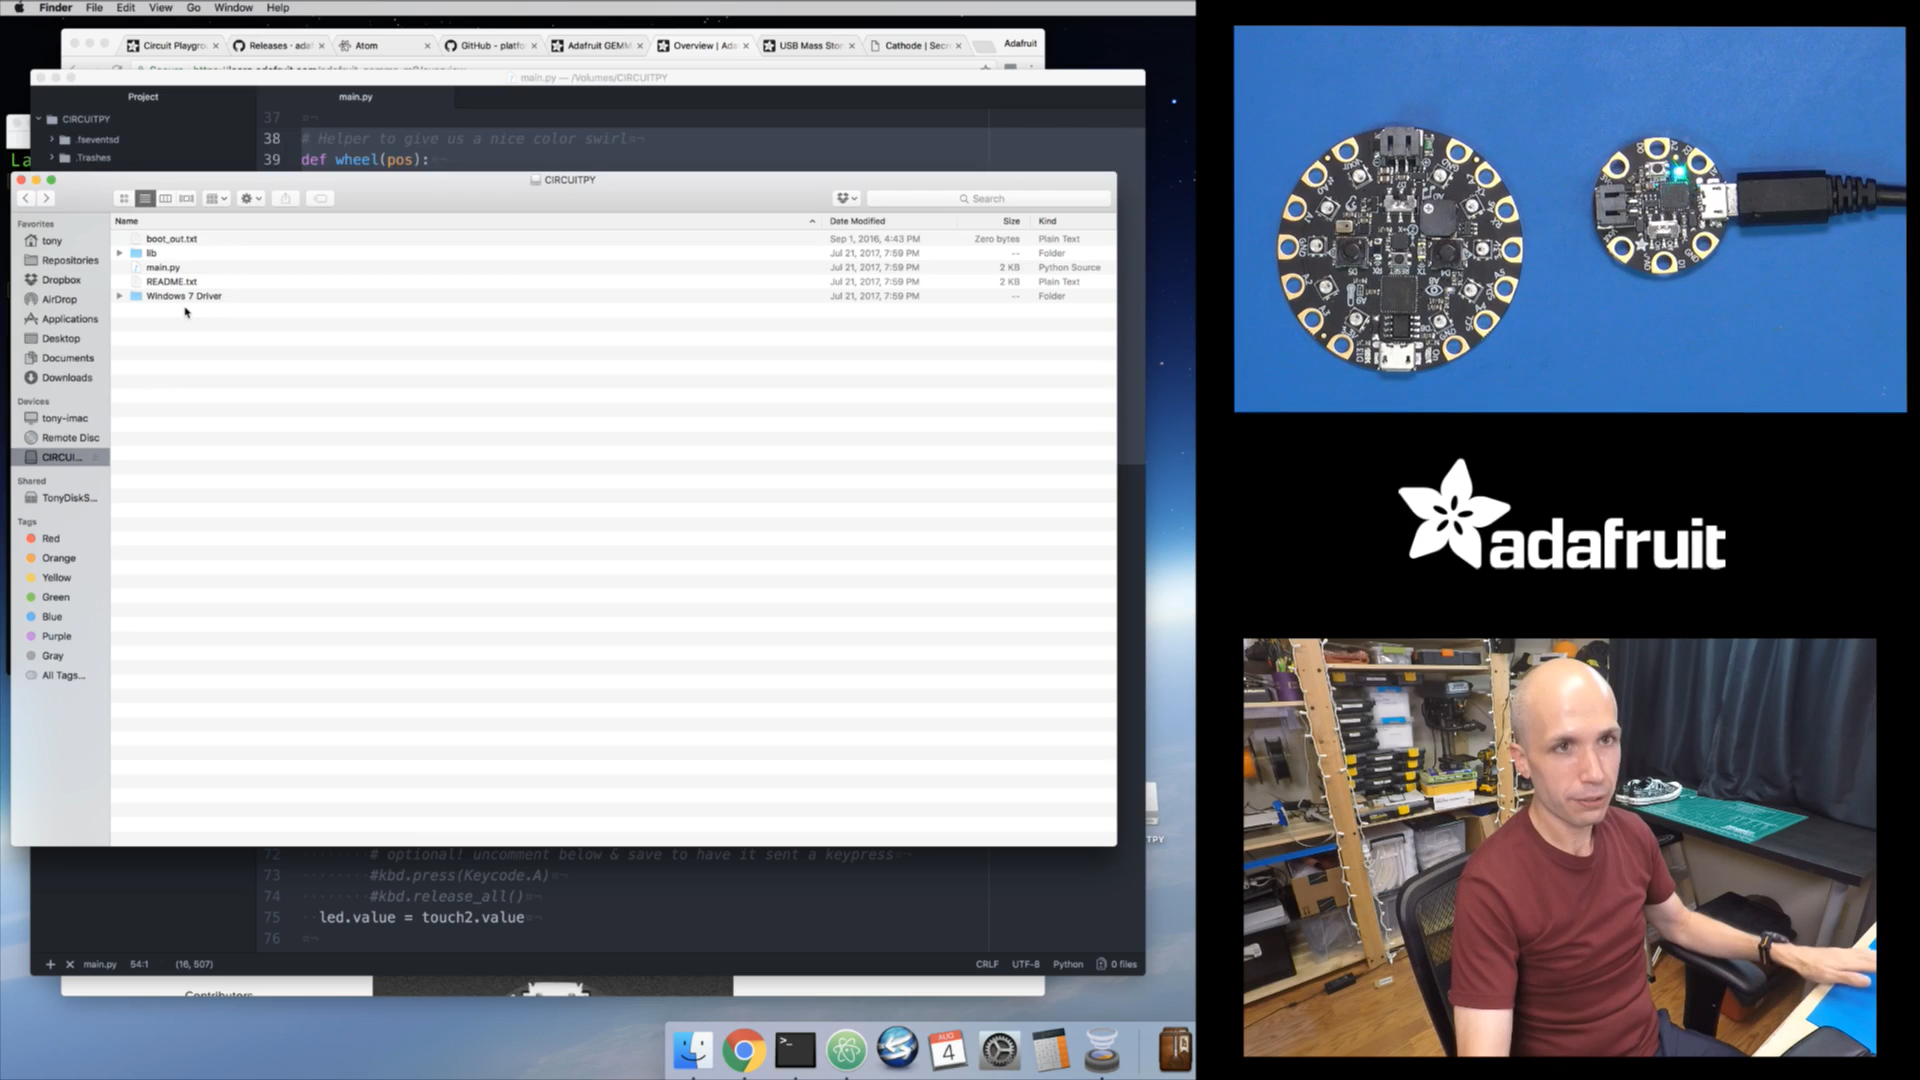 Finder File Edit View Go Window Help
Circuit Playgro
Releases · ada
Atom
GitHub - platfo
Adafruit GEMM
Overview | Ada
USB Mass Stor
Cathode | Secr
Adafruit
main.py — /Volumes/CIRCUITPY
Project
main.py
CIRCUITPY
.fseventsd
.Trashes
37
38 # Helper to give us a nice color swirl
39 def wheel(pos):
La
CIRCUITPY
Search
Favorites
tony
Repositories
Dropbox
AirDrop
Applications
Desktop
Documents
Downloads
Devices
tony-imac
Remote Disc
CIRCUI...
Shared
TonyDiskS...
Tags
Red
Orange
Yellow
Green
Blue
Purple
Gray
All Tags...
Name Date Modified Size Kind
boot_out.txt Sep 1, 2016, 4:43 PM Zero bytes Plain Text
lib Jul 21, 2017, 7:59 PM -- Folder
main.py Jul 21, 2017, 7:59 PM 2 KB Python Source
README.txt Jul 21, 2017, 7:59 PM 2 KB Plain Text
Windows 7 Driver Jul 21, 2017, 7:59 PM -- Folder
TPY
72 # optional! uncomment below & save to have it sent a keypress
73 #kbd.press(Keycode.A)
74 #kbd.release_all()
75 led.value = touch2.value
76
main.py 54:1 (16, 507) CRLF UTF-8 Python 0 files
Contributors
AUG
4
adafruit